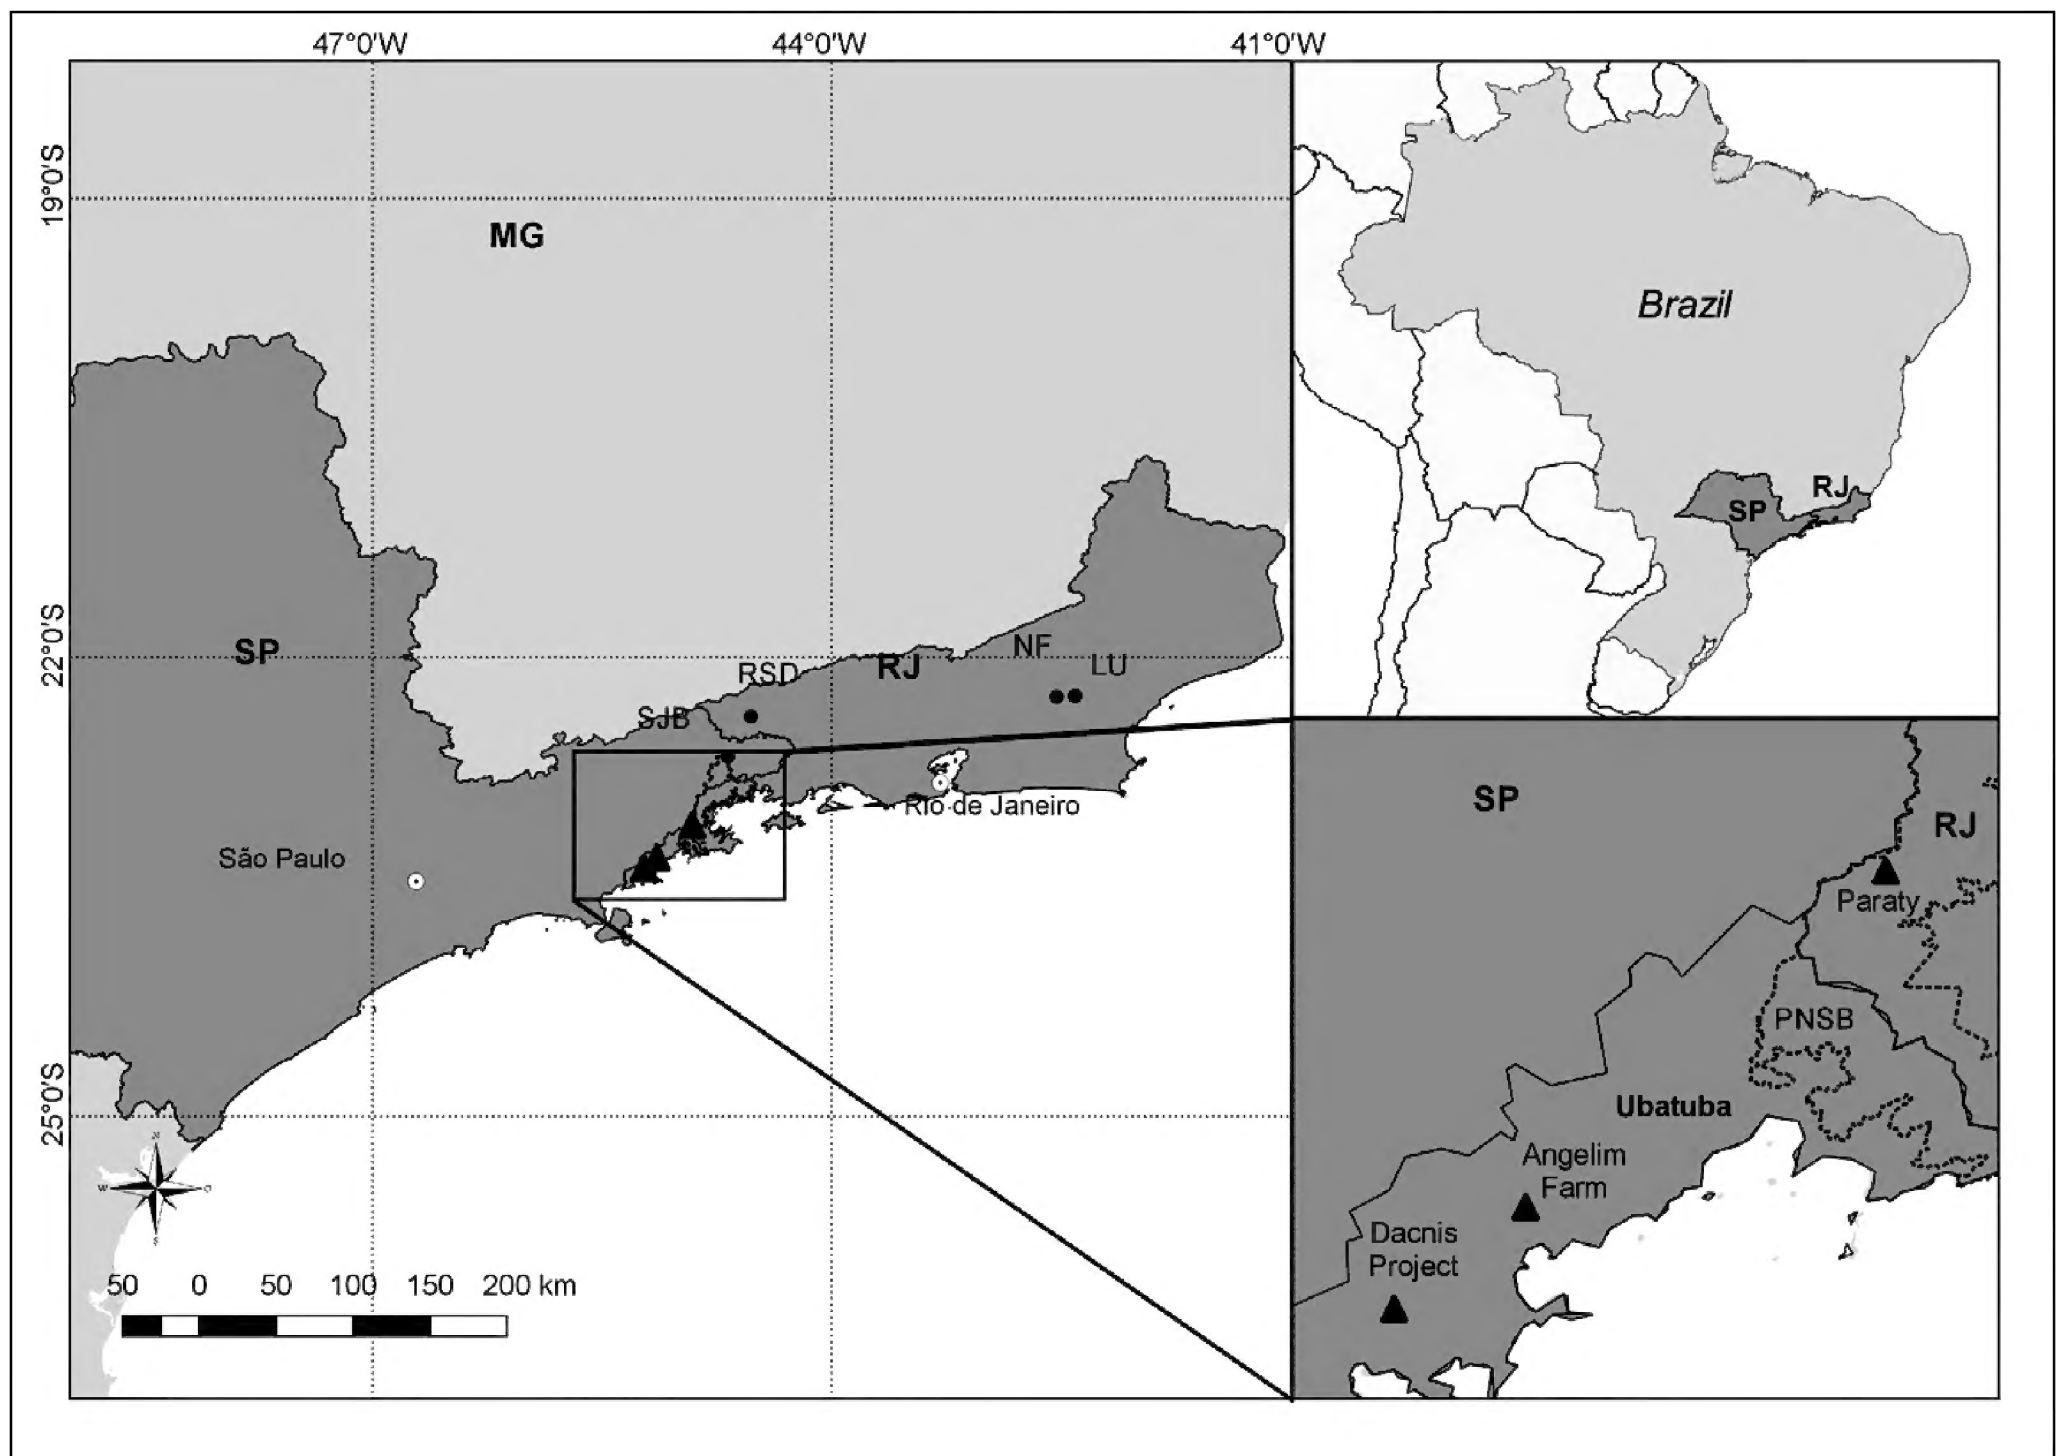 47°0'W 44°0'W 41°0'W
19°0'S
MG
Brazil
RJ
SP
22°0'S
SP
NF
LU
RSD
RJ
SJB
Rio de Janeiro
São Paulo
SP
RJ
Paraty
PNSB
Ubatuba
Angelim
Farm
Dacnis
Project
25°0'S
N
W O
S
50 0 50 100 150 200 km